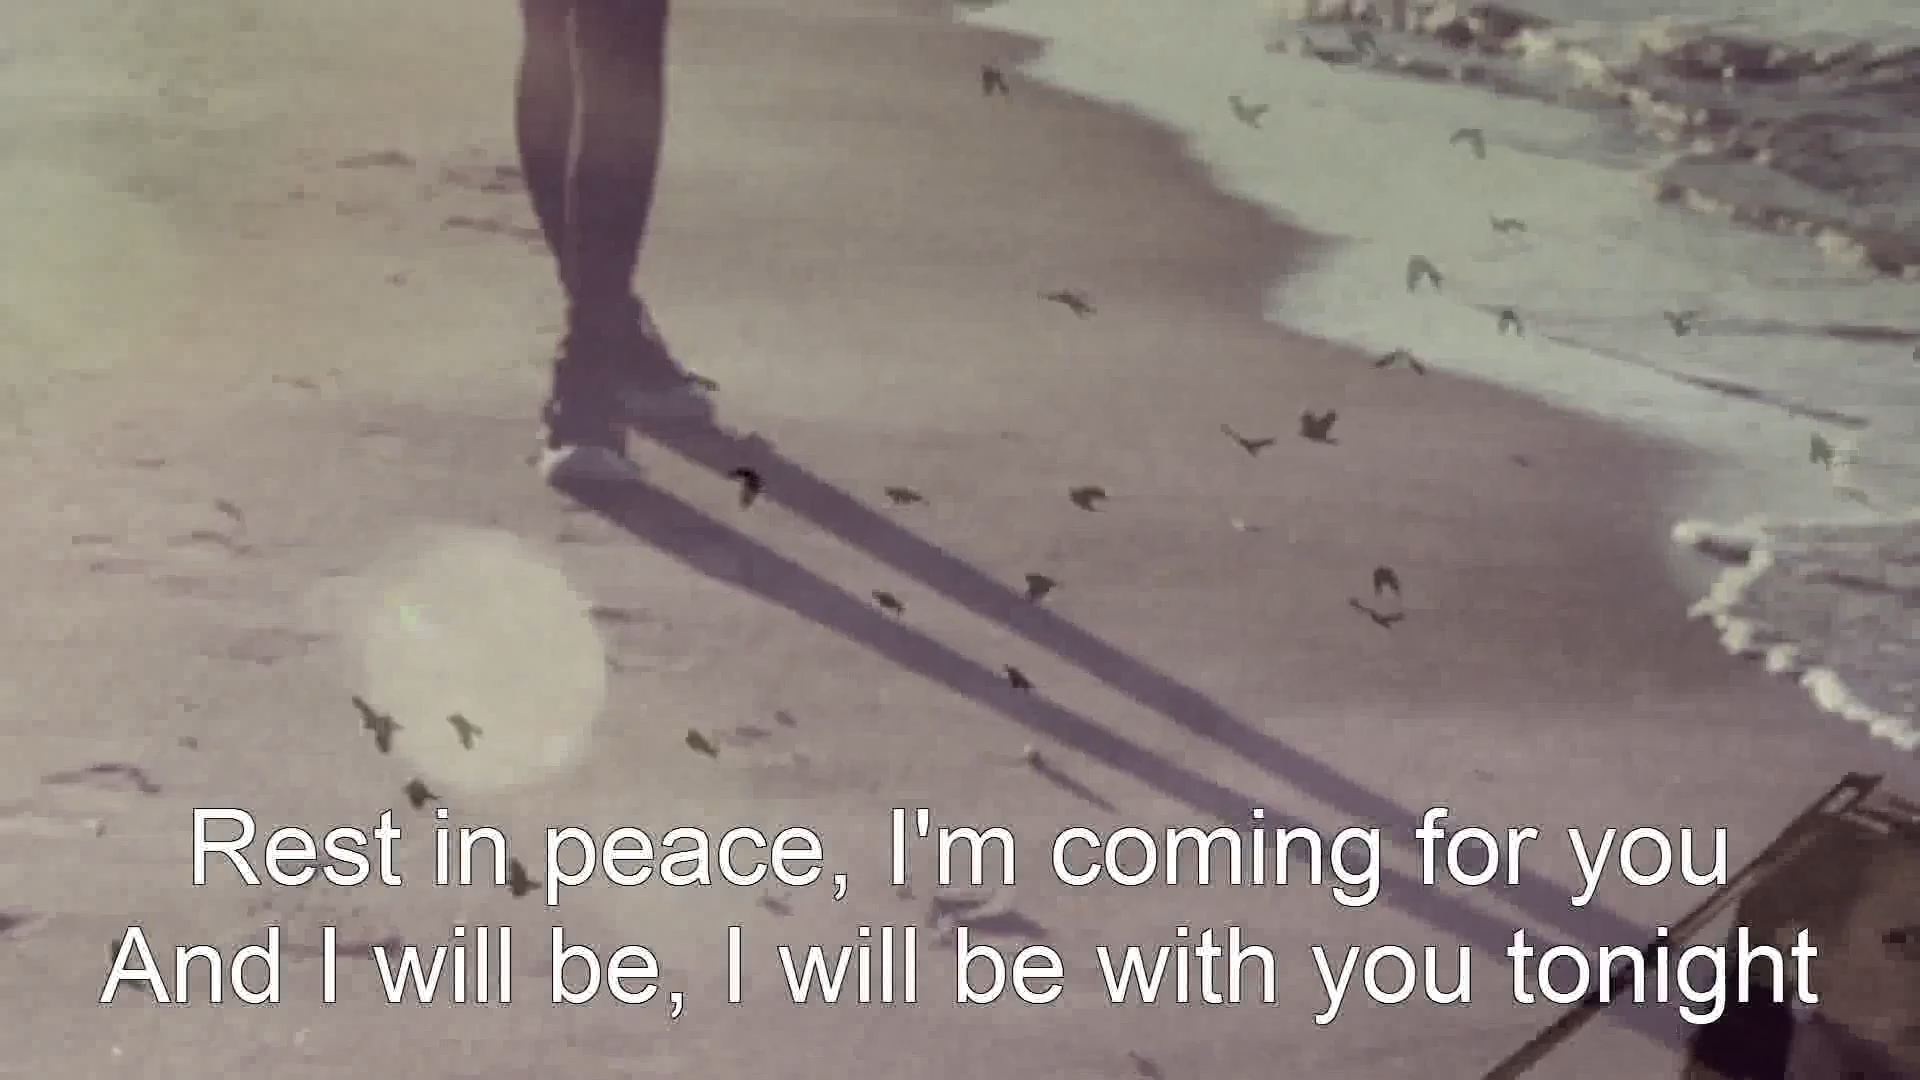 Rest in peace, I'm coming for you
And I will be, I will be with you tonight